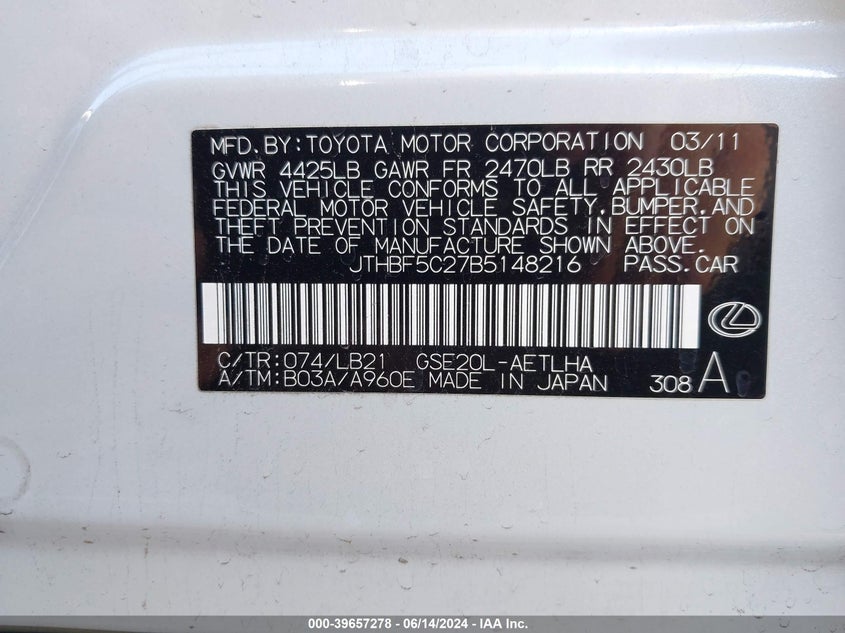 MFD.BY:TOYOTA MOTOR CORPORATION 03/11
GVWR 4425LB GAWR FR 2470LB RR 2430LB
THIS VEHICLE CONFORMS TO ALL APPLICABLE
FEDERAL MOTOR VEHICLE SAFETY,BUMPER,AND
THEFT PREVENTION STANDARDS IN EFFECT ON
THE DATE OF MANUFACTURE SHOWN ABOVE.
JTHBF5C27B5148216 PASS.CAR
C/TR:074/LB21 GSE20L-AETLHA
A/TM:B03A/A960E MADE IN JAPAN 308 A
000-39657278 - 06/14/2024 - IAA Inc.